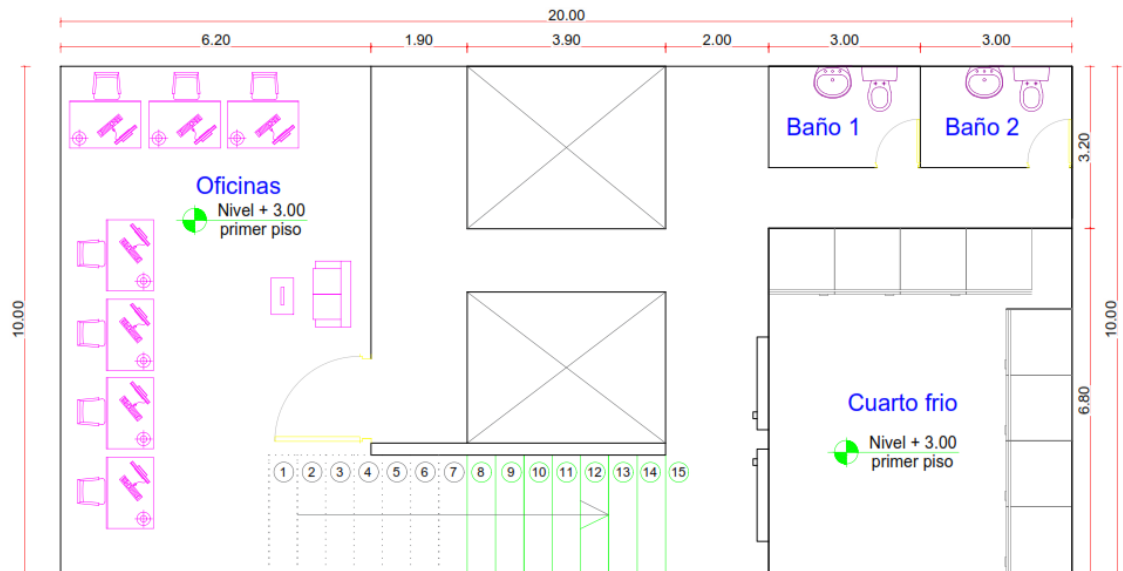 20.00
6.20
1.90
3.90
2.00
3.00
3.00
Baño 1
Baño 2
3.20
Oficinas
Nivel + 3.00
primer piso
10.00
10.00
6.80
Cuarto frio
Nivel + 3.00
primer piso
1 2 3 4 5 6 7 8 9 10 11 12 13 14 15